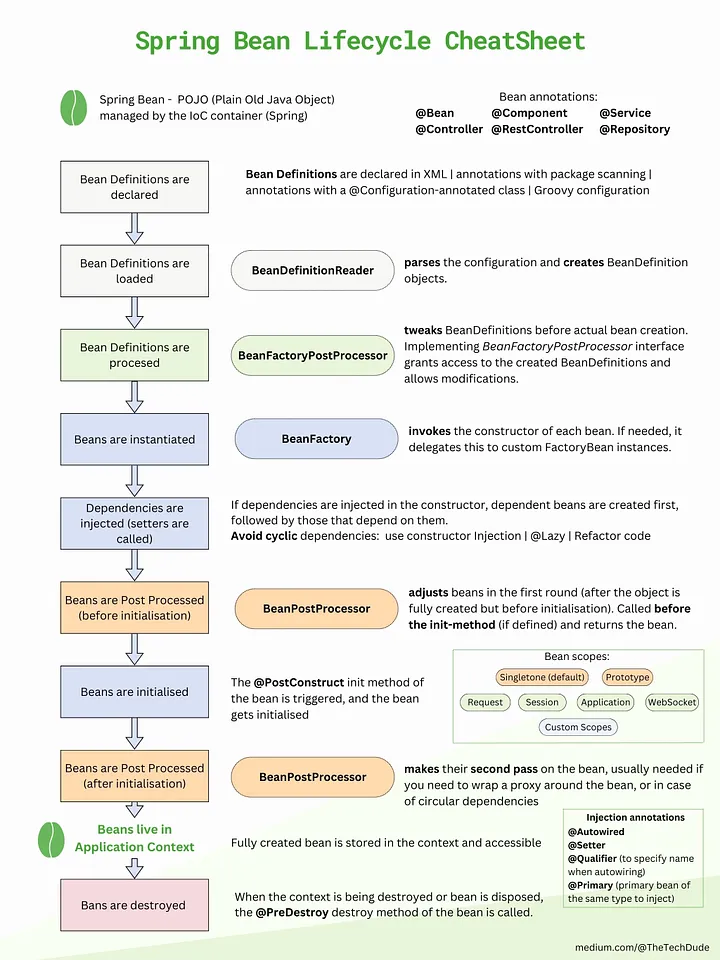 Spring Bean Lifecycle CheatSheet
Spring Bean - POJO (Plain Old Java Object)
managed by the IoC container (Spring)
Bean annotations:
@Bean @Component @Service
@Controller @RestController @Repository
Bean Definitions are
declared
Bean Definitions are declared in XML | annotations with package scanning |
annotations with a @Configuration-annotated class | Groovy configuration
Bean Definitions are
loaded
BeanDefinitionReader
parses the configuration and creates BeanDefinition
objects.
Bean Definitions are
procesed
BeanFactoryPostProcessor
tweaks BeanDefinitions before actual bean creation.
Implementing BeanFactoryPostProcessor interface
grants access to the created BeanDefinitions and
allows modifications.
Beans are instantiated
BeanFactory
invokes the constructor of each bean. If needed, it
delegates this to custom FactoryBean instances.
Dependencies are
injected (setters are
called)
If dependencies are injected in the constructor, dependent beans are created first,
followed by those that depend on them.
Avoid cyclic dependencies: use constructor Injection | @Lazy | Refactor code
Beans are Post Processed
(before initialisation)
BeanPostProcessor
adjusts beans in the first round (after the object is
fully created but before initialisation). Called before
the init-method (if defined) and returns the bean.
Beans are initialised
The @PostConstruct init method of
the bean is triggered, and the bean
gets initialised
Bean scopes:
Singletone (default) Prototype
Request Session Application WebSocket
Custom Scopes
Beans are Post Processed
(after initialisation)
BeanPostProcessor
makes their second pass on the bean, usually needed if
you need to wrap a proxy around the bean, or in case
of circular dependencies
Beans live in
Application Context
Fully created bean is stored in the context and accessible
Injection annotations
@Autowired
@Setter
@Qualifier (to specify name
when autowiring)
@Primary (primary bean of
the same type to inject)
Bans are destroyed
When the context is being destroyed or bean is disposed,
the @PreDestroy destroy method of the bean is called.
medium.com/@TheTechDude